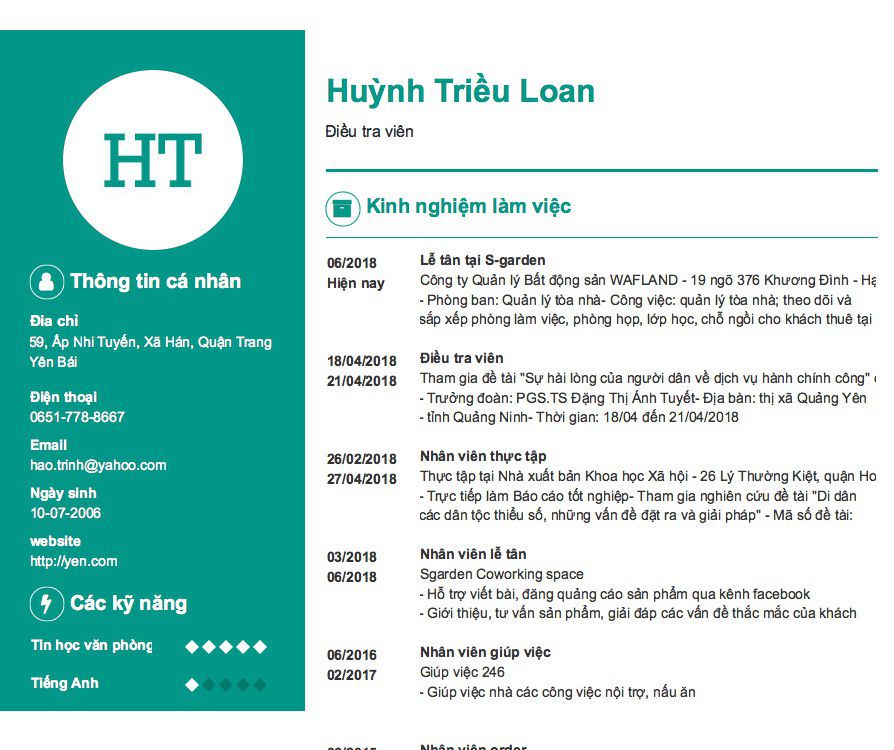 HT
Thông tin cá nhân
Địa chỉ
59, Ấp Nhi Tuyến, Xã Hán, Quận Trang
Yên Bái
Điện thoại
0651-778-8667
Email
hao.trinh@yahoo.com
Ngày sinh
10-07-2006
website
http://yen.com
Các kỹ năng
Tin học văn phòng
Tiếng Anh
Huỳnh Triều Loan
Điều tra viên
Kinh nghiệm làm việc
06/2018
Hiện nay
Lễ tân tại S-garden
Công ty Quản lý Bất động sản WAFLAND - 19 ngõ 376 Khương Đình - Hạ
- Phòng ban: Quản lý tòa nhà- Công việc: quản lý tòa nhà; theo dõi và
sắp xếp phòng làm việc, phòng họp, lớp học, chỗ ngồi cho khách thuê tại
18/04/2018
21/04/2018
Điều tra viên
Tham gia đề tài "Sự hài lòng của người dân về dịch vụ hành chính công"
- Trưởng đoàn: PGS.TS Đặng Thị Ánh Tuyết- Địa bàn: thị xã Quảng Yên
- tỉnh Quảng Ninh- Thời gian: 18/04 đến 21/04/2018
26/02/2018
27/04/2018
Nhân viên thực tập
Thực tập tại Nhà xuất bản Khoa học Xã hội - 26 Lý Thường Kiệt, quận Ho
- Trực tiếp làm Báo cáo tốt nghiệp- Tham gia nghiên cứu đề tài "Di dân
các dân tộc thiểu số, những vấn đề đặt ra và giải pháp" - Mã số đề tài:
03/2018
06/2018
Nhân viên lễ tân
Sgarden Coworking space
- Hỗ trợ viết bài, đăng quảng cáo sản phẩm qua kênh facebook
- Giới thiệu, tư vấn sản phẩm, giải đáp các vấn đề thắc mắc của khách
06/2016
02/2017
Nhân viên giúp việc
Giúp việc 246
- Giúp việc nhà các công việc nội trợ, nấu ăn
Nhân viên order